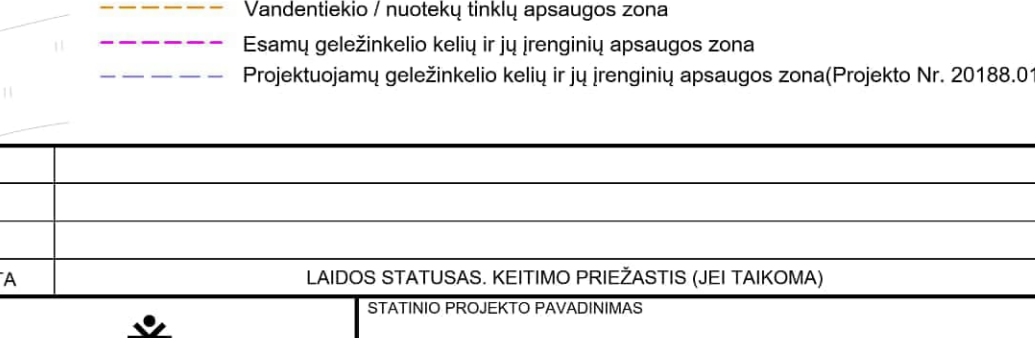 Vandentiekio / nuotekų tinklų apsaugos zona
Esamų geležinkelio kelių ir jų įrenginių apsaugos zona
Projektuojamų geležinkelio kelių ir jų įrenginių apsaugos zona(Projekto Nr. 20188.01
TA LAIDOS STATUSAS. KEITIMO PRIEŽASTIS (JEI TAIKOMA)
STATINIO PROJEKTO PAVADINIMAS